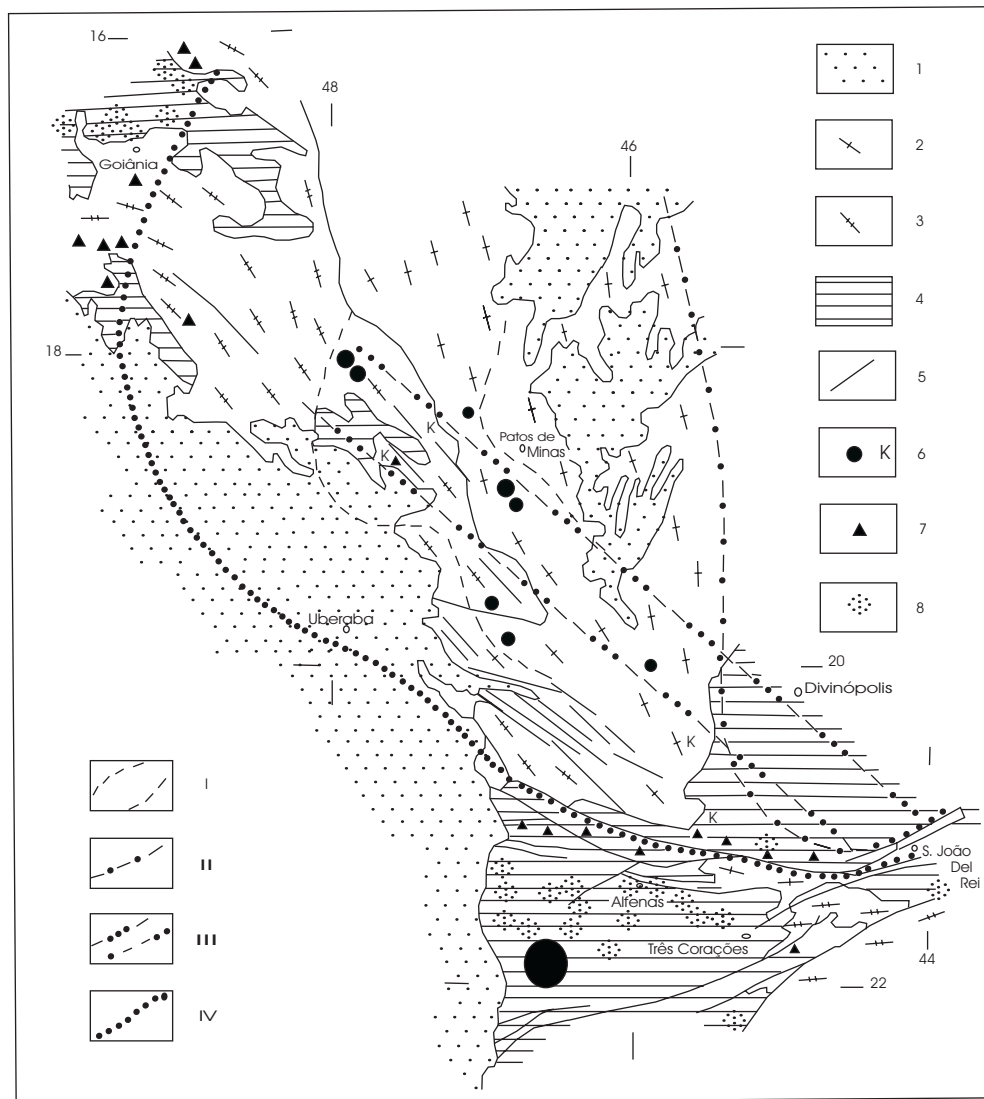 16
48
46
1
Goiânia
2
3
4
18
5
K
Patos de
Minas
K
6 K
7
8
Uberaba
20
Divinópolis
K
I
K
II
S. João
Del
Rei
Alfenas
III
Três Corações
44
22
IV